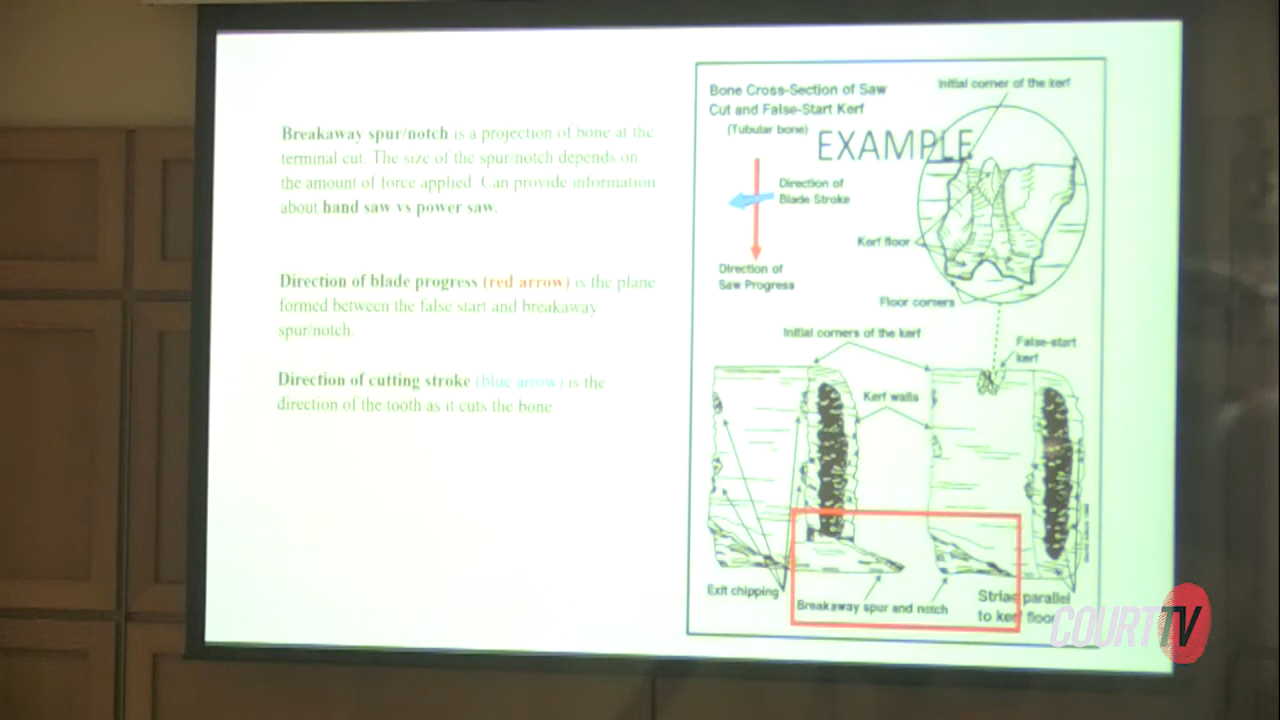 Breakaway spur/notch is a projection of bone at the
terminal cut. The size of the spur/notch depends on
the amount of force applied. Can provide information
about hand saw vs power saw.
Direction of blade progress (red arrow) is the plane
formed between the false start and breakaway
spur/notch.
Direction of cutting stroke (blue arrow) is the
direction of the tooth as it cuts the bone.
Bone Cross-Section of Saw
Cut and False-Start Kerf
(Tubular bone)
EXAMPLE
Initial corner of the kerf
Direction of
Blade Stroke
Direction of
Saw Progress
Kerf floor
Floor corners
Initial corners of the kerf
False-start
kerf
Kerf walls
Exit chipping
Breakaway spur and notch
Striae parallel
to kerf floor
COURT TV